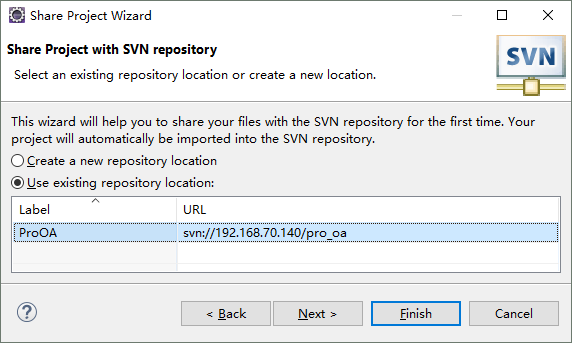 Share Project Wizard
Share Project with SVN repository
Select an existing repository location or create a new location.
SVN
This wizard will help you to share your files with the SVN repository for the first time. Your
project will automatically be imported into the SVN repository.
Create a new repository location
Use existing repository location:
Label URL
ProOA svn://192.168.70.140/pro_oa
? < Back Next > Finish Cancel